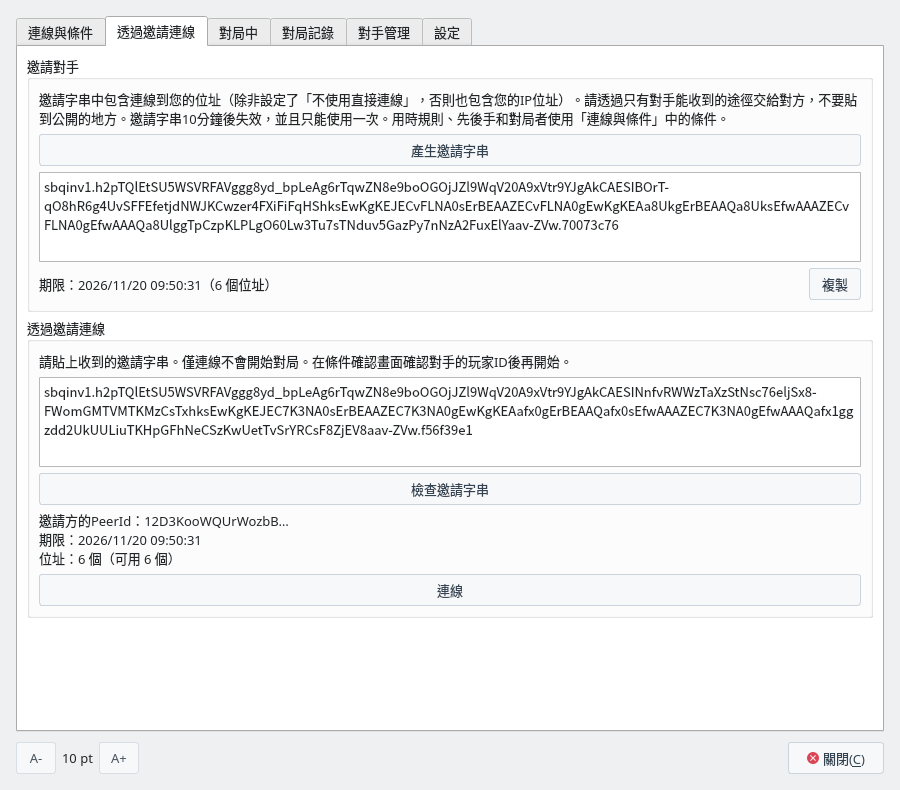 連線與條件 透過邀請連線 對局中 對局記錄 對手管理 設定
邀請對手
邀請字串中包含連線到您的位址（除非設定了「不使用直接連線」，否則也包含您的IP位址）。請透過只有對手能收到的途徑交給對方，不要貼
到公開的地方。邀請字串10分鐘後失效，並且只能使用一次。用時規則、先後手和對局者使用「連線與條件」中的條件。
產生邀請字串
sbqinv1.h2pTQlEtSU5WSVRFAVggg8yd_bpLeAg6rTqwZN8e9boOGOjJZl9WqV20A9xVtr9YJgAkCAESIBOrT-
qO8hR6g4UvSFFEfetjdNWJKCwzer4FXiFiFqHShksEwKgKEJECvFLNA0sErBEAAZECvFLNA0gEwKgKEAa8UkgErBEAAQa8UksEfwAAAZECv
FLNA0gEfwAAAQa8UlggTpCzpKLPLgO60Lw3Tu7sTNduv5GazPy7nNzA2FuxElYaav-ZVw.70073c76
期限：2026/11/20 09:50:31（6 個位址）
複製
透過邀請連線
請貼上收到的邀請字串。僅連線不會開始對局。在條件確認畫面確認對手的玩家ID後再開始。
sbqinv1.h2pTQlEtSU5WSVRFAVggg8yd_bpLeAg6rTqwZN8e9boOGOjJZl9WqV20A9xVtr9YJgAkCAESINnfvRWWzTaXzStNsc76eljSx8-
FWomGMTVMTKMzCsTxhksEwKgKEJEC7K3NA0sErBEAAZEC7K3NA0gEwKgKEAafx0gErBEAAQafx0sEfwAAAZEC7K3NA0gEfwAAAQafx1gg
zdd2UkUULiuTKHpGFhNeCSzKwUetTvSrYRCsF8ZjEV8aav-ZVw.f56f39e1
檢查邀請字串
邀請方的PeerId：12D3KooWQUrWozbB...
期限：2026/11/20 09:50:31
位址：6 個（可用 6 個）
連線
A- 10 pt A+ 關閉(C)